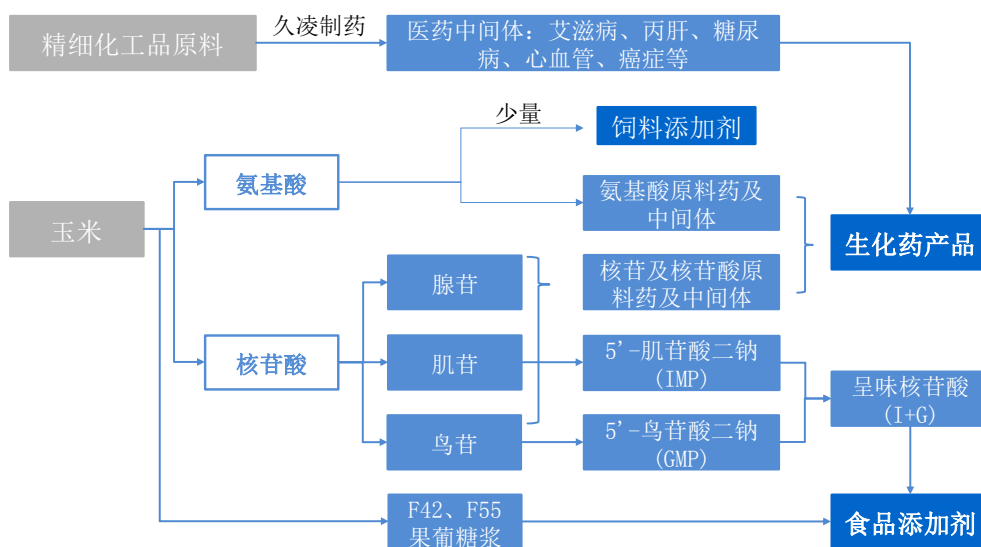 精细化工品原料
久凌制药
医药中间体：艾滋病、丙肝、糖尿
病、心血管、癌症等
少量
饲料添加剂
氨基酸
氨基酸原料药及
中间体
玉米
生化药产品
腺苷
核苷及核苷酸原
料药及中间体
核苷酸
肌苷
5'-肌苷酸二钠
(IMP)
呈味核苷酸
(I+G)
鸟苷
5'-鸟苷酸二钠
(GMP)
F42、F55
果葡糖浆
食品添加剂